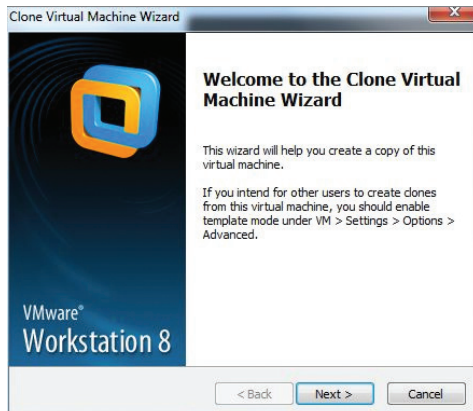 Clone Virtual Machine Wizard
X
Welcome to the Clone Virtual
Machine Wizard
This wizard will help you create a copy of this
virtual machine.
If you intend for other users to create clones
from this virtual machine, you should enable
template mode under VM > Settings > Options >
Advanced.
VMware®
Workstation 8
< Back Next > Cancel